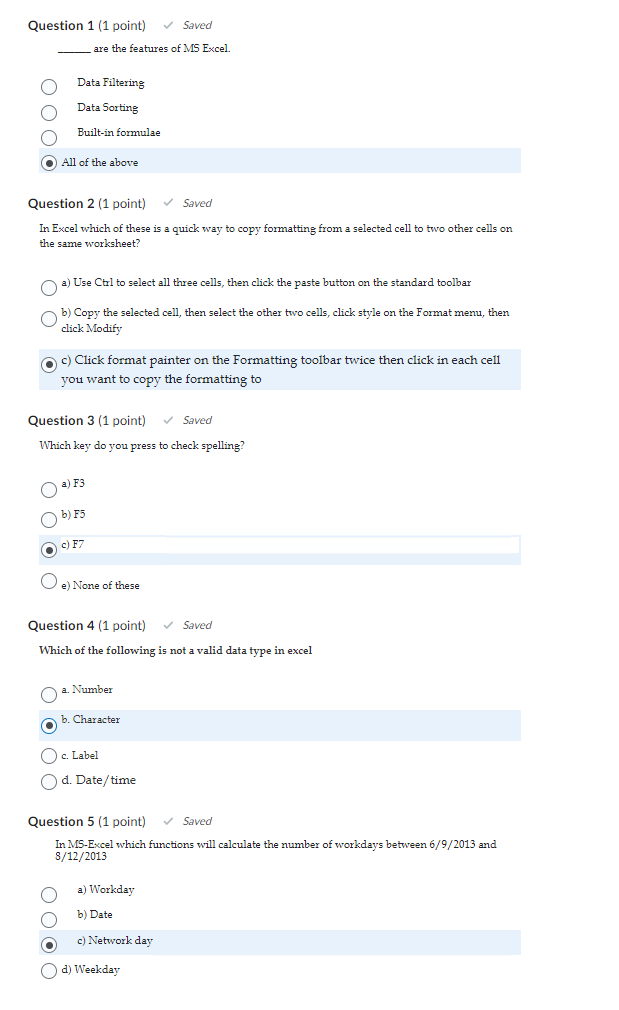 Question 1 (1 point) ✓ Saved
______ are the features of MS Excel.
Data Filtering
Data Sorting
Built-in formulae
All of the above
Question 2 (1 point) ✓ Saved
In Excel which of these is a quick way to copy formatting from a selected cell to two other cells on
the same worksheet?
a) Use Ctrl to select all three cells, then click the paste button on the standard toolbar
b) Copy the selected cell, then select the other two cells, click style on the Format menu, then
click Modify
c) Click format painter on the Formatting toolbar twice then click in each cell
you want to copy the formatting to
Question 3 (1 point) ✓ Saved
Which key do you press to check spelling?
a) F3
b) F5
c) F7
e) None of these
Question 4 (1 point) ✓ Saved
Which of the following is not a valid data type in excel
a. Number
b. Character
c. Label
d. Date/time
Question 5 (1 point) ✓ Saved
In MS-Excel which functions will calculate the number of workdays between 6/9/2013 and
8/12/2013
a) Workday
b) Date
c) Network day
d) Weekday